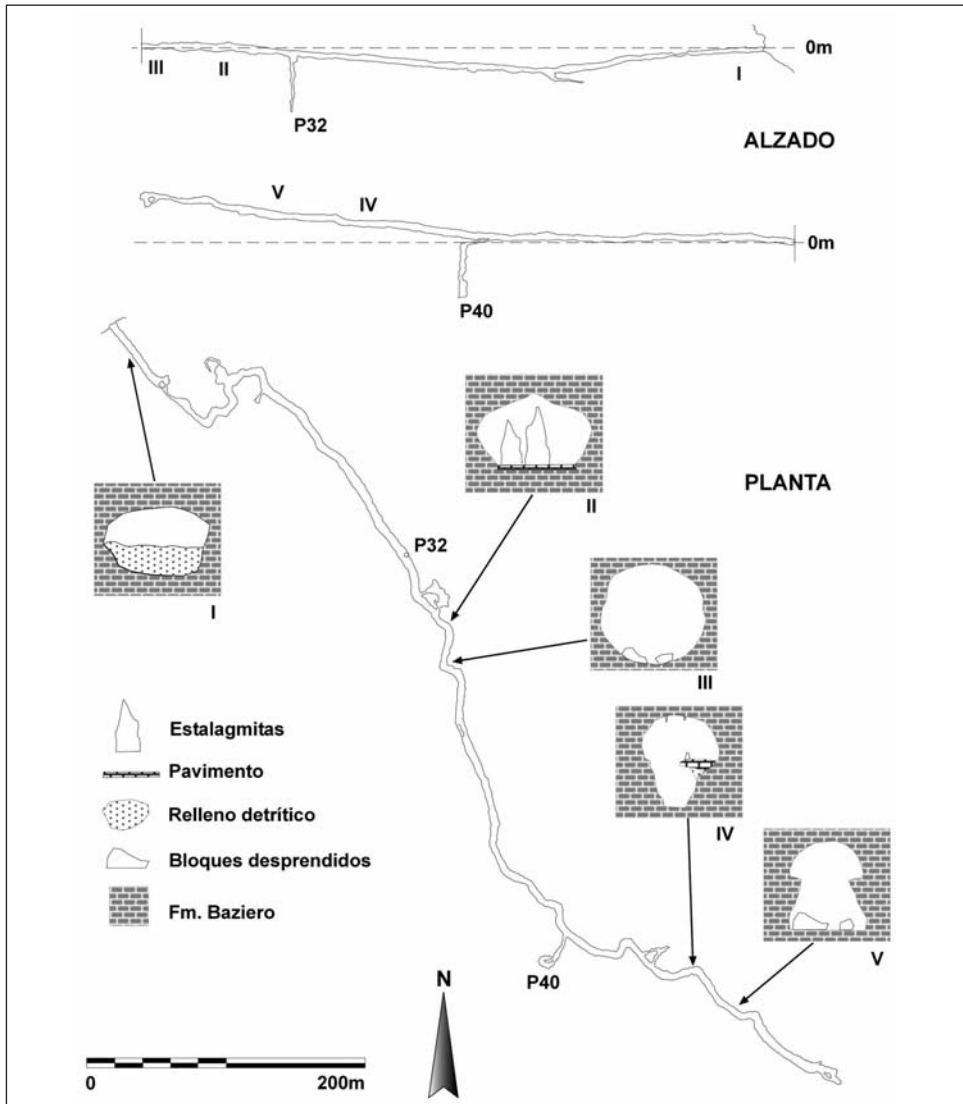 0m
III
II
I
P32
ALZADO
V
IV
0m
P40
II
PLANTA
I
P32
III
Estalagmitas
Pavimento
Relleno detrítico
Bloques desprendidos
Fm. Baziero
IV
V
P40
N
0
200m